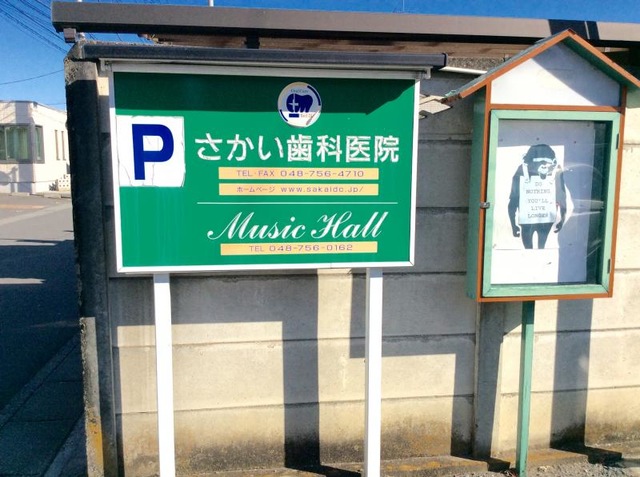 P
さかい歯科医院
TEL・FAX 048-756-4710
ホームページ www.sakaidc.jp/
Music Hall
TEL 048-756-0162
DO
NOTHING
YOU'LL
LIVE
LONGER